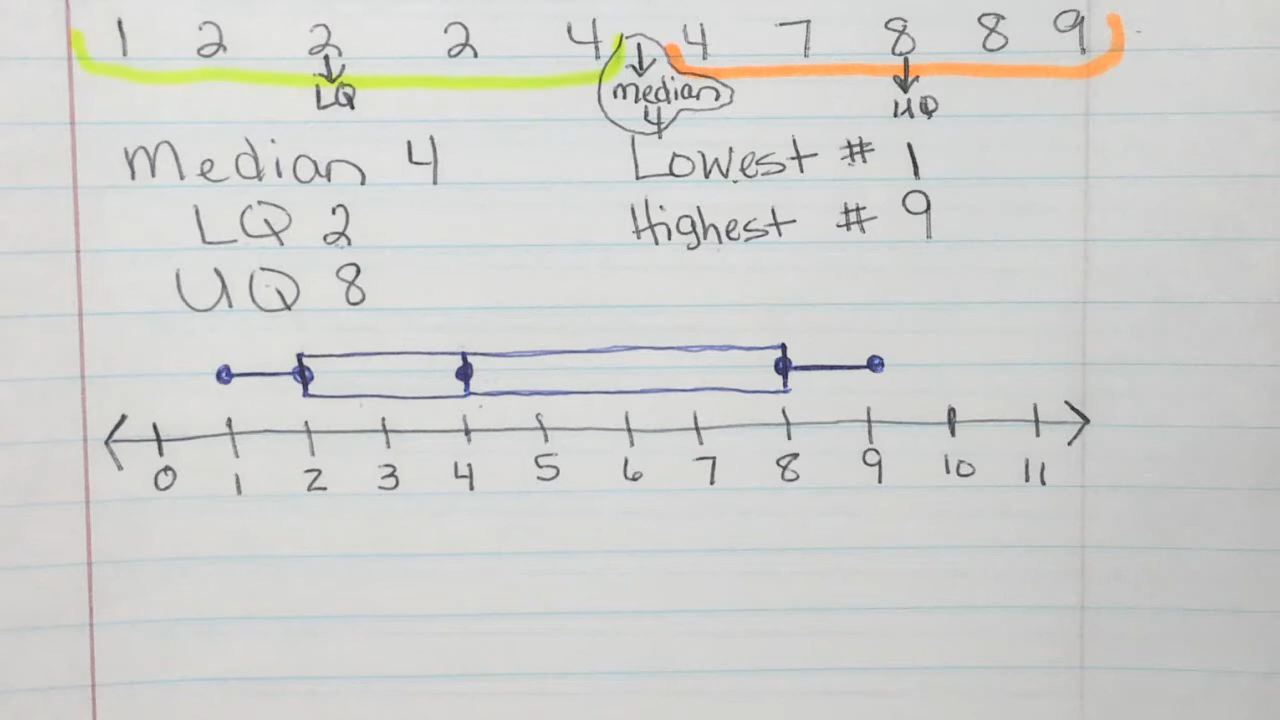 1 2 2 2 4 4 7 8 8 9
LQ median UQ
4
Median 4 Lowest # 1
LQ 2 Highest # 9
UQ 8
0 1 2 3 4 5 6 7 8 9 10 11